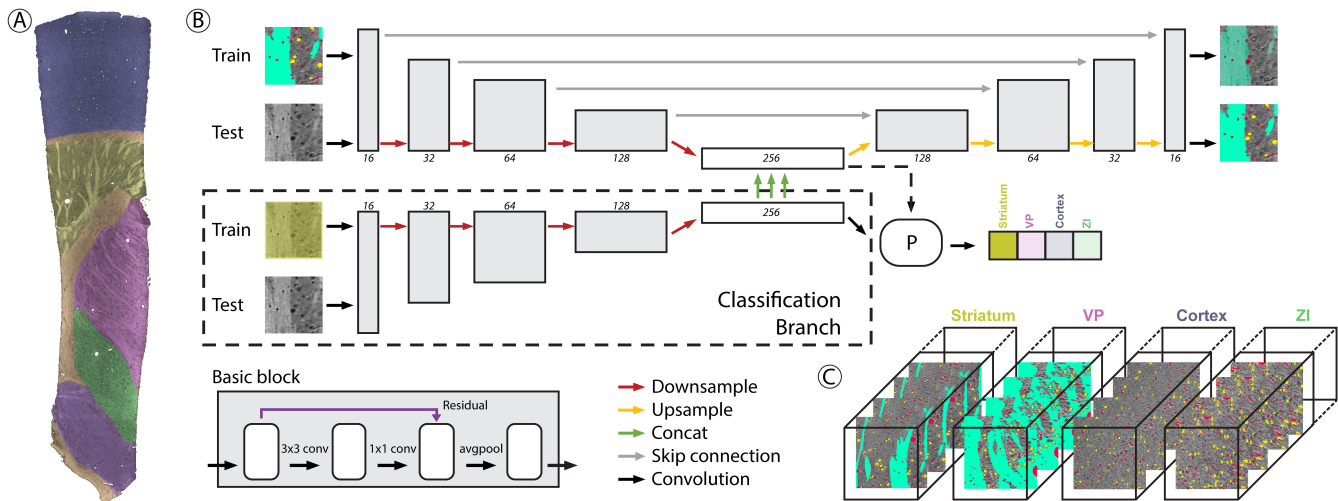 A
B
Train
Test
16
32
64
128
256
128
64
32
16
Train
Test
16
32
64
128
256
Classification
Branch
P
Striatum
VP
Cortex
ZI
Basic block
Residual
3x3 conv
1x1 conv
avgpool
Downsample
Upsample
Concat
Skip connection
Convolution
C
Striatum
VP
Cortex
ZI